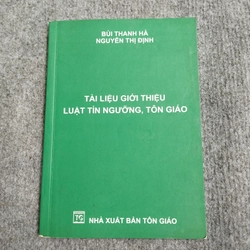 BÙI THANH HÀ
NGUYỄN THỊ ĐỊNH
TÀI LIỆU GIỚI THIỆU
LUẬT TÍN NGƯỠNG, TÔN GIÁO
TG
NHÀ XUẤT BẢN TÔN GIÁO